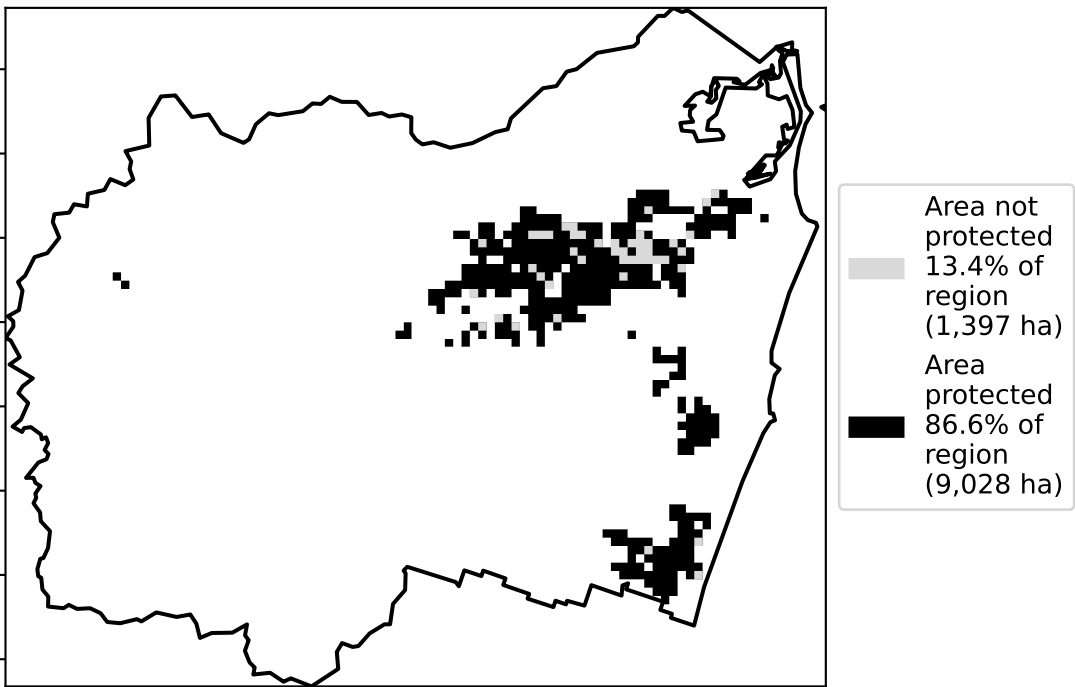 Area not
protected
13.4% of
region
(1,397 ha)
Area
protected
86.6% of
region
(9,028 ha)